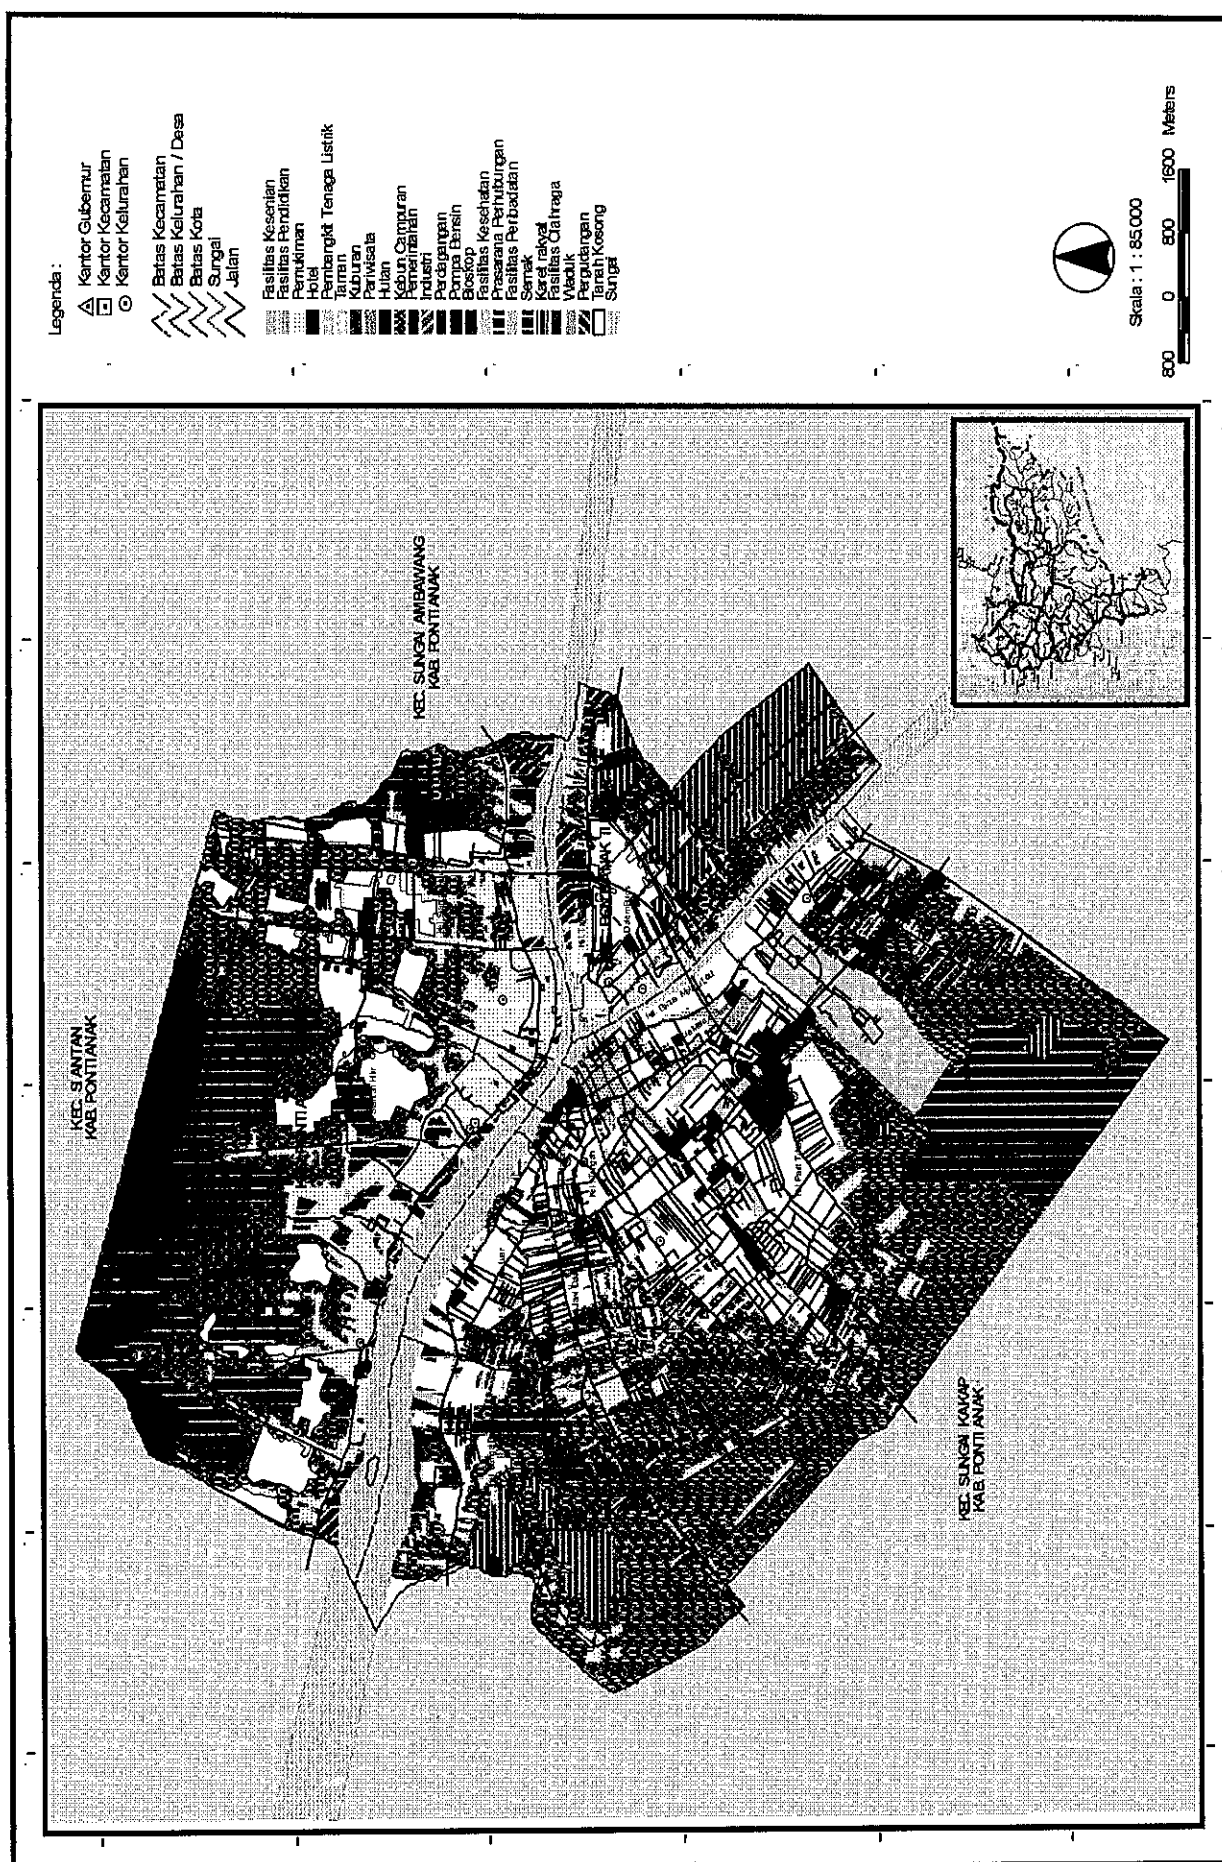 Legenda :
Kantor Gubernur
Kantor Kecamatan
Kantor Kelurahan
Batas Kecamatan
Batas Kelurahan / Desa
Batas Kota
Sungai
Jalan
Fasilitas Kesenian
Fasilitas Pendidikan
Pemukiman
Hotel
Pembangkit Tenaga Listrik
Taman
Kuburan
Pariwisata
Hutan
Kebun Campuran
Pemerintahan
Industri
Perdagangan
Pompa Bensin
Bioskop
Fasilitas Kesehatan
Prasarana Perhubungan
Fasilitas Peribadatan
Semak
Karet rakyat
Fasilitas Olahraga
Waduk
Pergudangan
Tanah Kosong
Sungai
Skala : 1 : 85.000
800 0 800 1600 Meters
KEC. SIANTAN
KAB. PONTIANAK
KEC. SUNGAI AMBAWANG
KAB. PONTIANAK
KEC. SUNGAI KAKAP
KAB. PONTIANAK